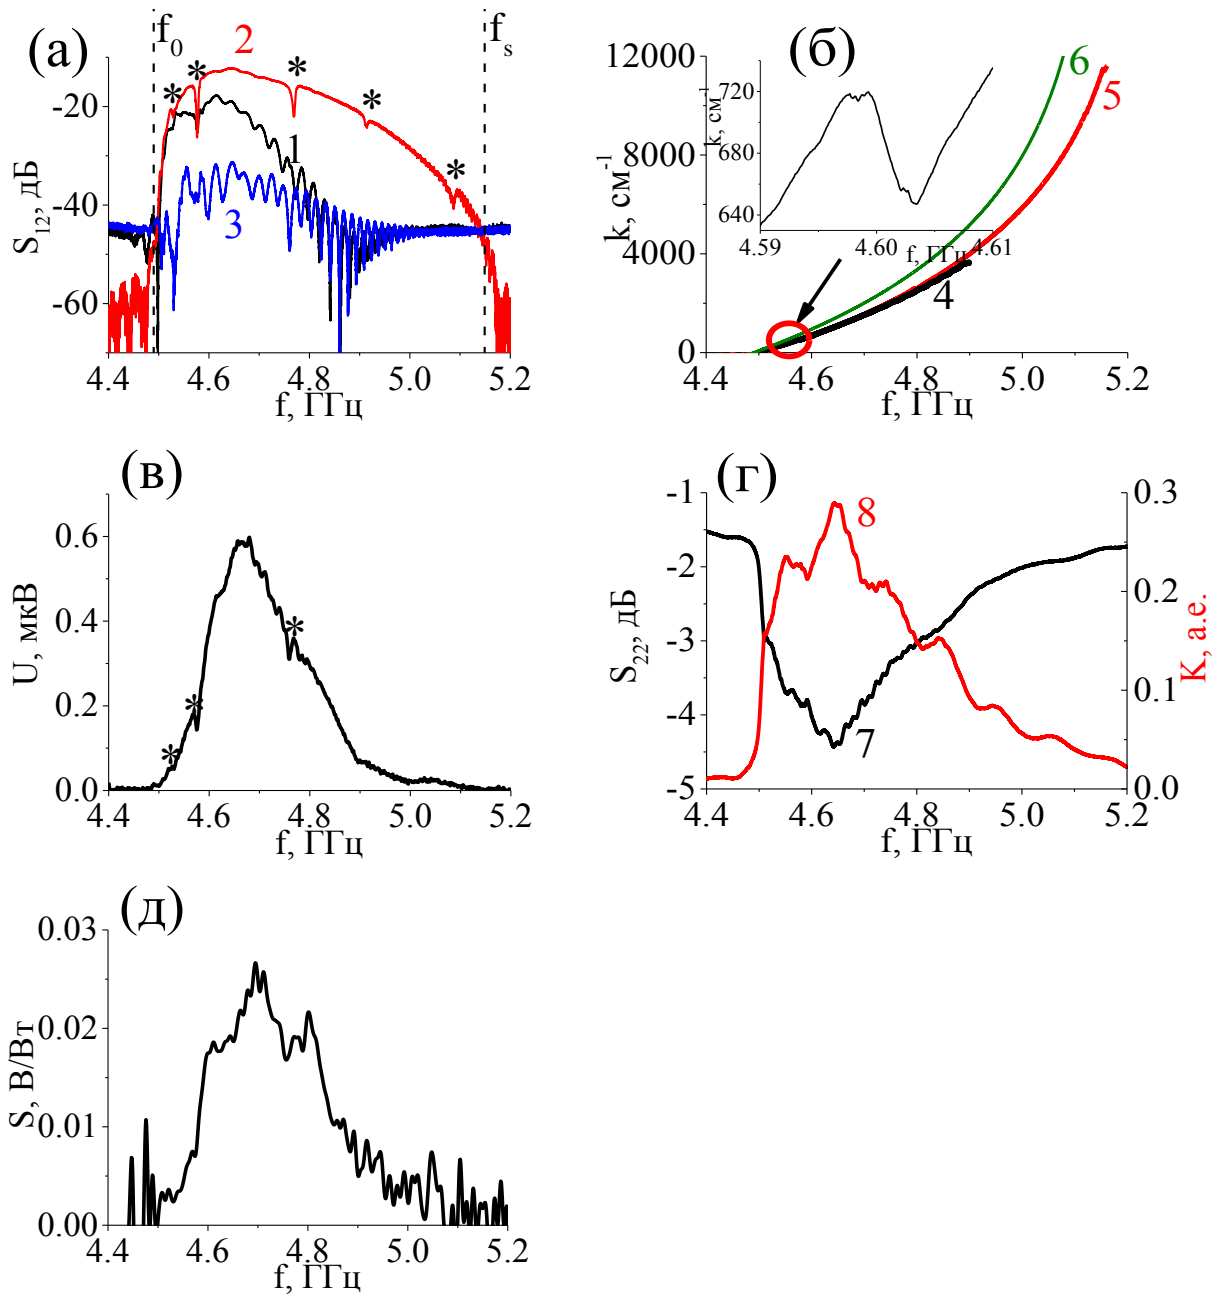 (а)
f₀
2
fₛ
* * * * *
1
3
S₁₂, дБ
-20
-40
-60
4.4 4.6 4.8 5.0 5.2
f, ГГц
(б)
6
5
4
k, см⁻¹
12000
8000
4000
0
4.4 4.6 4.8 5.0 5.2
f, ГГц
k, см⁻¹
720
680
640
4.59 4.60 4.61
f, ГГц
(в)
* * *
U, мкВ
0.6
0.4
0.2
0.0
4.4 4.6 4.8 5.0 5.2
f, ГГц
(г)
8
7
S₂₂, дБ
-1
-2
-3
-4
-5
0.3
0.2
0.1
0.0
K, а.е.
4.4 4.6 4.8 5.0 5.2
f, ГГц
(д)
S, В/Вт
0.03
0.02
0.01
0.00
4.4 4.6 4.8 5.0 5.2
f, ГГц